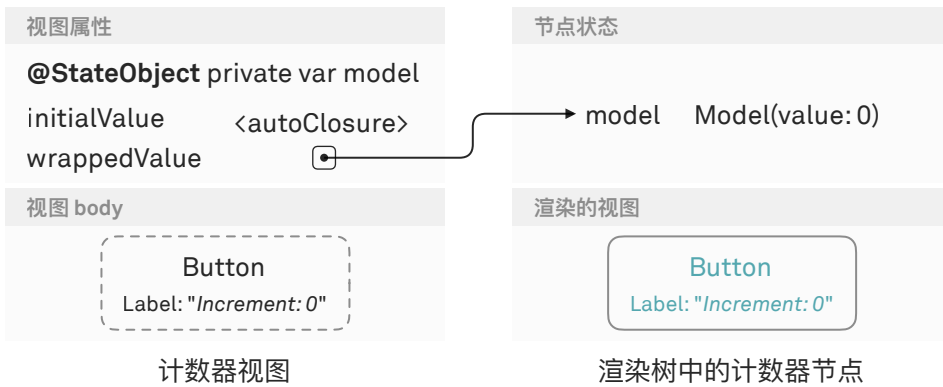 视图属性
@StateObject private var model
initialValue <autoClosure>
wrappedValue
节点状态
model Model(value: 0)
视图 body
Button
Label: "Increment: 0"
计数器视图
渲染的视图
Button
Label: "Increment: 0"
渲染树中的计数器节点